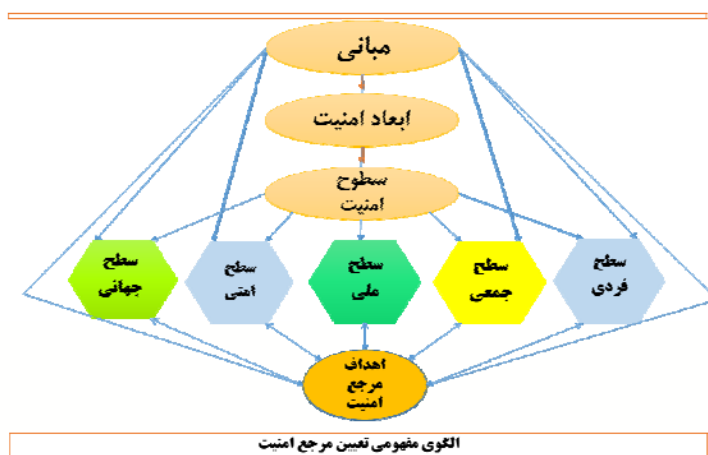 مبانی
ابعاد امنیت
سطوح
امنیت
سطح
فردی
سطح
جمعی
سطح
ملی
سطح
امتی
سطح
جهانی
اهداف
مرجع
امنیت
الگوی مفهومی تعیین مرجع امنیت